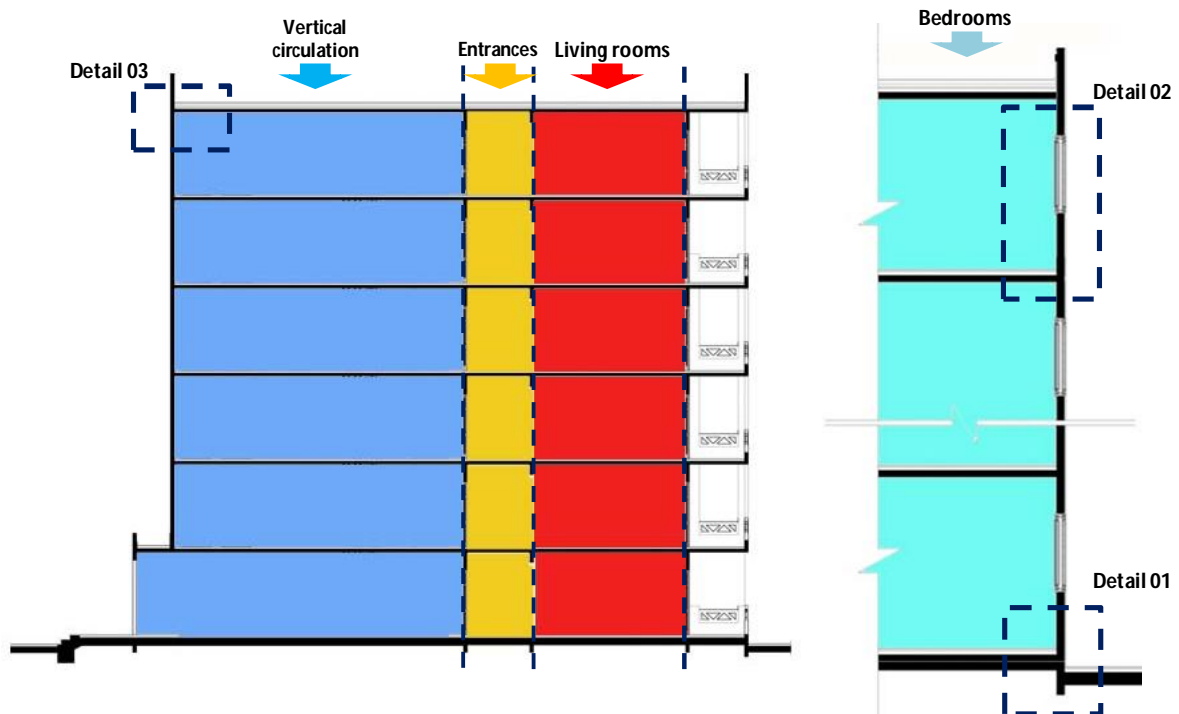 Vertical
circulation
Entrances
Living rooms
Detail 03
Bedrooms
Detail 02
Detail 01